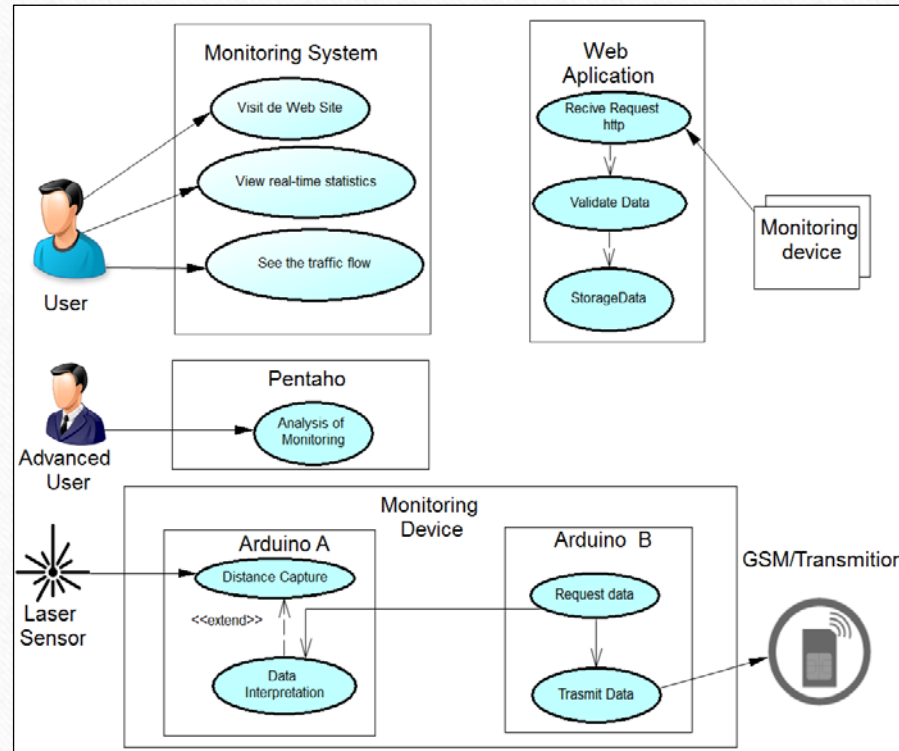 Monitoring System
Visit de Web Site
View real-time statistics
See the traffic flow
User
Web
Aplication
Recive Request
http
Validate Data
StorageData
Monitoring
device
Pentaho
Analysis of
Monitoring
Advanced
User
Monitoring
Device
Arduino A
Distance Capture
<<extend>>
Data
Interpretation
Arduino B
Request data
Trasmit Data
Laser
Sensor
GSM/Transmition